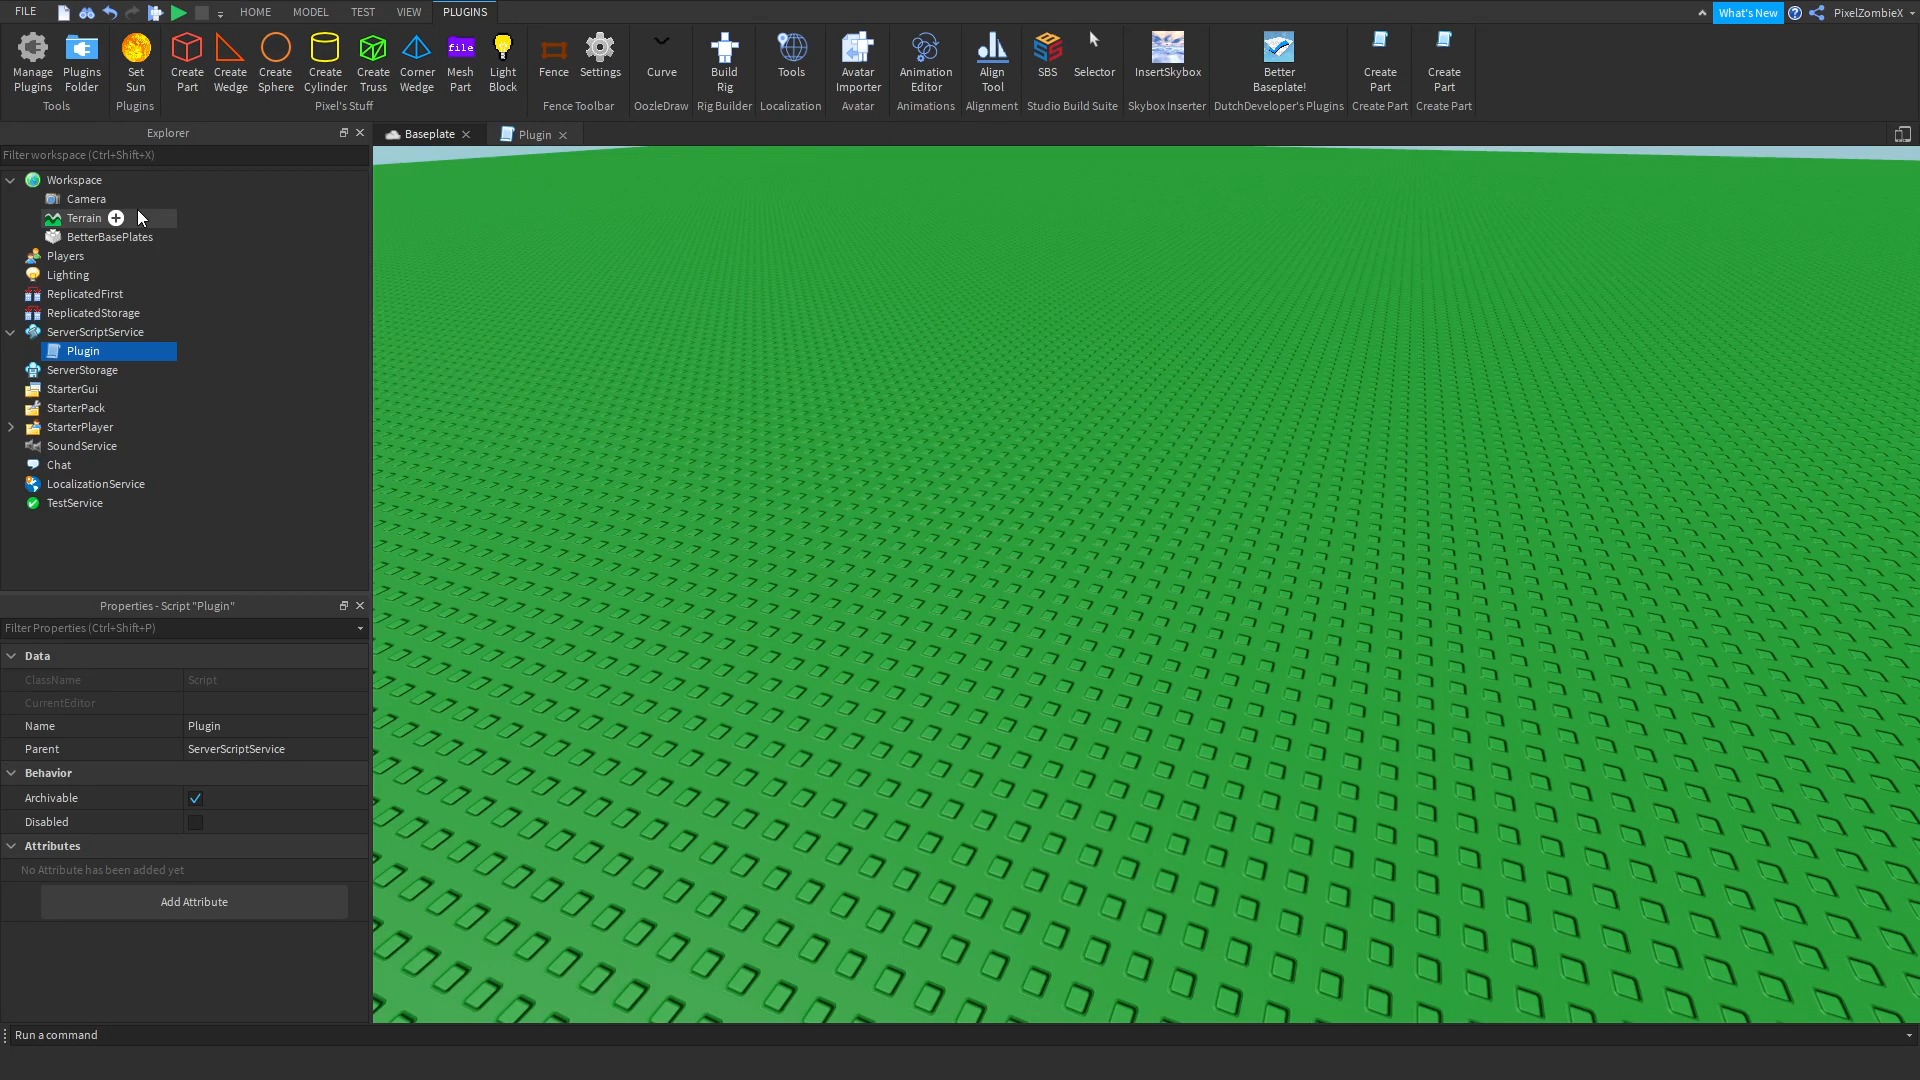 FILE HOME MODEL TEST VIEW PLUGINS What's New PixelZombieX
Manage Plugins Set Create Create Create Create Create Corner Mesh Light Fence Settings Curve Build Tools Avatar Animation Align SBS Selector InsertSkybox Better Create Create
file
Plugins Folder Sun Part Wedge Sphere Cylinder Truss Wedge Part Block Rig Importer Editor Tool Baseplate! Part Part
Tools Plugins Pixel's Stuff Fence Toolbar OozleDraw Rig Builder Localization Avatar Animations Alignment Studio Build Suite Skybox Inserter DutchDeveloper's Plugins Create Part Create Part
Explorer
Baseplate Plugin
Filter workspace (Ctrl+Shift+X)
Workspace
Camera
Terrain
BetterBasePlates
Players
Lighting
ReplicatedFirst
ReplicatedStorage
ServerScriptService
Plugin
ServerStorage
StarterGui
StarterPack
StarterPlayer
SoundService
Chat
LocalizationService
TestService
Properties - Script "Plugin"
Filter Properties (Ctrl+Shift+P)
Data
ClassName Script
CurrentEditor
Name Plugin
Parent ServerScriptService
Behavior
Archivable
Disabled
Attributes
No Attribute has been added yet
Add Attribute
Run a command